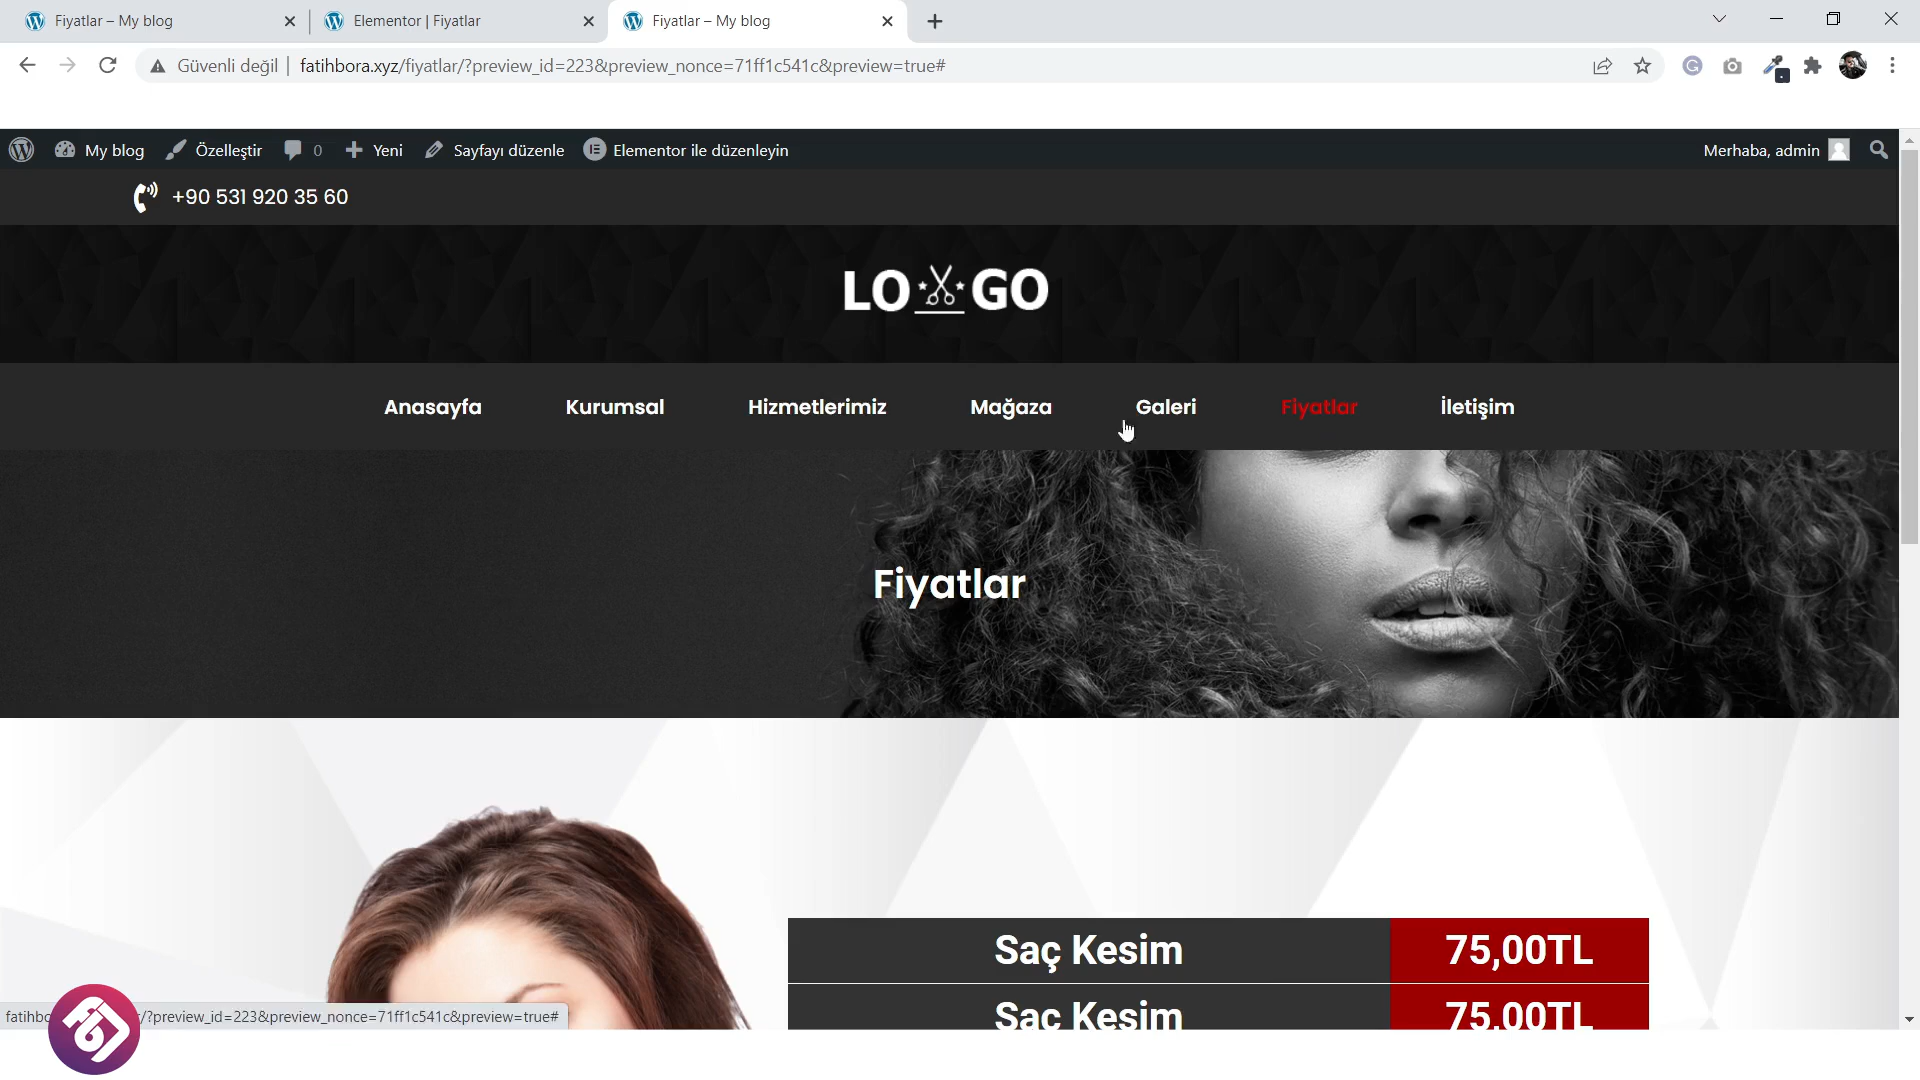 Fiyatlar – My blog
Elementor | Fiyatlar
Fiyatlar – My blog
Güvenli değil | fatihbora.xyz/fiyatlar/?preview_id=223&preview_nonce=71ff1c541c&preview=true#
My blog Özelleştir 0 Yeni Sayfayı düzenle Elementor ile düzenleyin Merhaba, admin
+90 531 920 35 60
LO GO
Anasayfa Kurumsal Hizmetlerimiz Mağaza Galeri Fiyatlar İletişim
Fiyatlar
Saç Kesim 75,00TL
Saç Kesim 75,00TL
fatihbo /?preview_id=223&preview_nonce=71ff1c541c&preview=true#